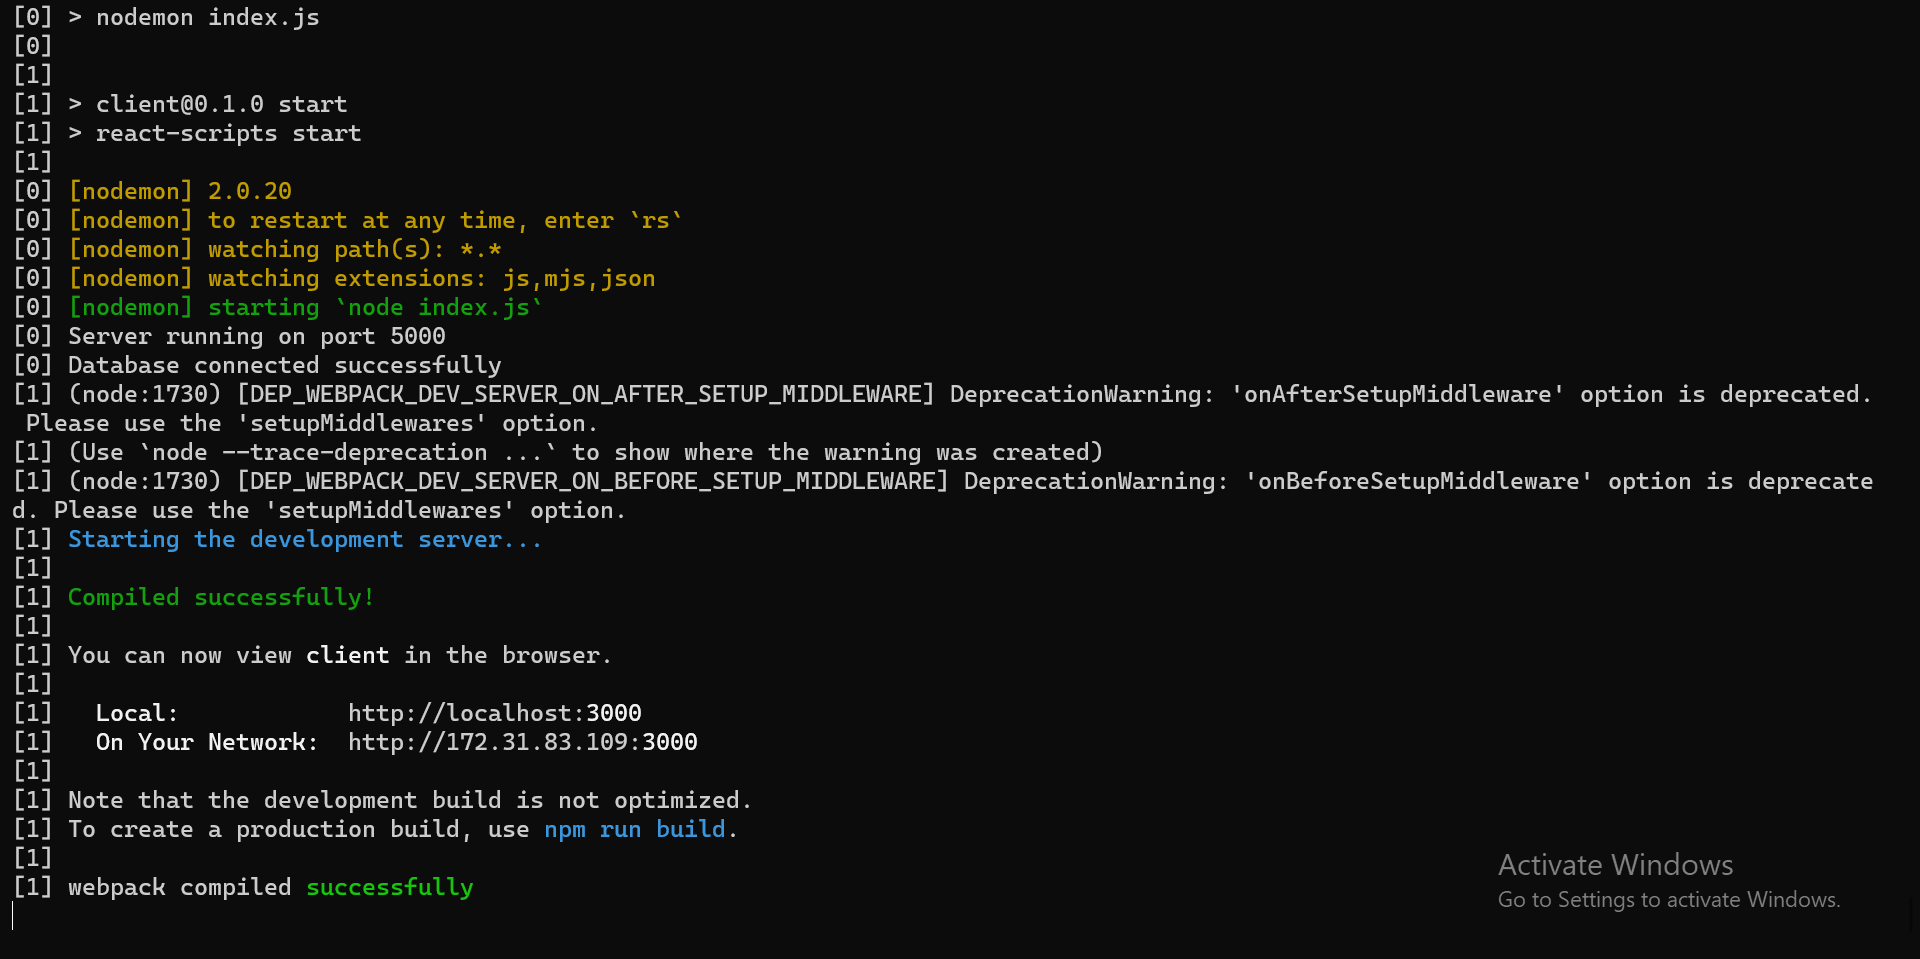 [0] > nodemon index.js
[0]
[1]
[1] > client@0.1.0 start
[1] > react-scripts start
[1]
[0] [nodemon] 2.0.20
[0] [nodemon] to restart at any time, enter `rs`
[0] [nodemon] watching path(s): *.*
[0] [nodemon] watching extensions: js,mjs,json
[0] [nodemon] starting `node index.js`
[0] Server running on port 5000
[0] Database connected successfully
[1] (node:1730) [DEP_WEBPACK_DEV_SERVER_ON_AFTER_SETUP_MIDDLEWARE] DeprecationWarning: 'onAfterSetupMiddleware' option is deprecated.
 Please use the 'setupMiddlewares' option.
[1] (Use `node --trace-deprecation ...` to show where the warning was created)
[1] (node:1730) [DEP_WEBPACK_DEV_SERVER_ON_BEFORE_SETUP_MIDDLEWARE] DeprecationWarning: 'onBeforeSetupMiddleware' option is deprecate
d. Please use the 'setupMiddlewares' option.
[1] Starting the development server...
[1]
[1] Compiled successfully!
[1]
[1] You can now view client in the browser.
[1]
[1]   Local:            http://localhost:3000
[1]   On Your Network:  http://172.31.83.109:3000
[1]
[1] Note that the development build is not optimized.
[1] To create a production build, use npm run build.
[1]
[1] webpack compiled successfully
Activate Windows
Go to Settings to activate Windows.